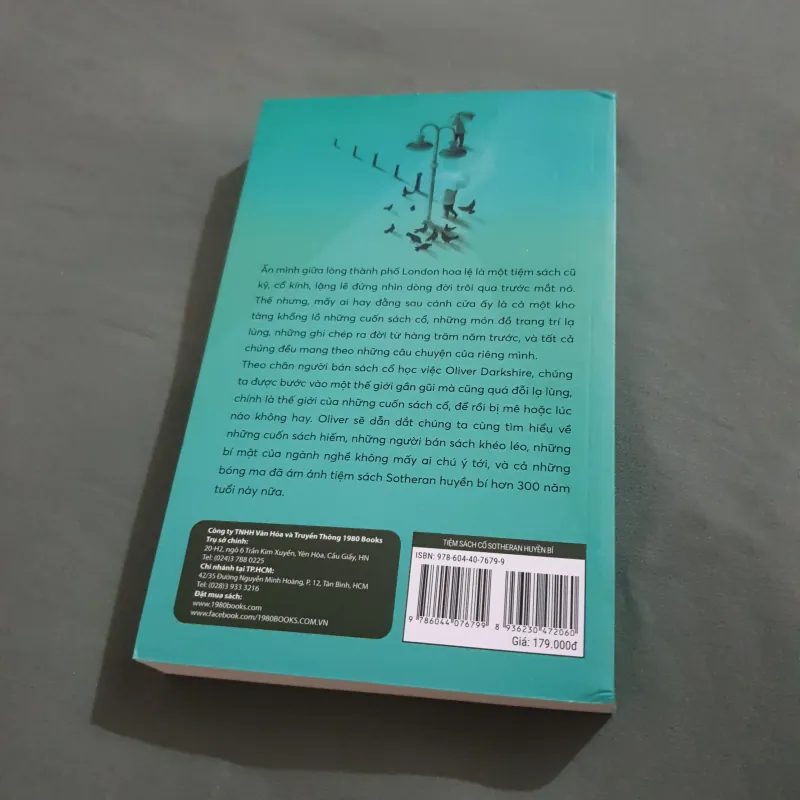 Ẩn mình giữa lòng thành phố London hoa lệ là một tiệm sách cũ
kỹ, cổ kính, lặng lẽ đứng nhìn dòng đời trôi qua trước mắt nó.
Thế nhưng, mấy ai hay đằng sau cánh cửa ấy là cả một kho
tàng khổng lồ những cuốn sách cổ, những món đồ trang trí lạ
lùng, những ghi chép ra đời từ hàng trăm năm trước, và tất cả
chúng đều mang theo những câu chuyện của riêng mình.
Theo chân người bán sách cổ học việc Oliver Darkshire, chúng
ta được bước vào một thế giới gần gũi mà cũng quá đỗi lạ lùng,
chính là thế giới của những cuốn sách cổ, để rồi bị mê hoặc lúc
nào không hay. Oliver sẽ dẫn dắt chúng ta cùng tìm hiểu về
những cuốn sách hiếm, những người bán sách khéo léo, những
bí mật của ngành nghề không mấy ai chú ý tới, và cả những
bóng ma đã ám ảnh tiệm sách Sotheran huyền bí hơn 300 năm
tuổi này nữa.
Công ty TNHH Văn Hóa và Truyền Thông 1980 Books
Trụ sở chính:
20-H2, ngõ 6 Trần Kim Xuyến, Yên Hòa, Cầu Giấy, HN
Tel: (024)3 788 0225
Chi nhánh tại TP.HCM:
42/35 Đường Nguyễn Minh Hoàng, P. 12, Tân Bình, HCM
Tel: (028)3 933 3216
Đặt mua sách:
www.1980books.com
www.facebook.com/1980BOOKS.COM.VN
TIỆM SÁCH CỔ SOTHERAN HUYỀN BÍ
ISBN: 978-604-40-7679-9
9 786044 076799
8 936230 472060
Giá: 179.000đ